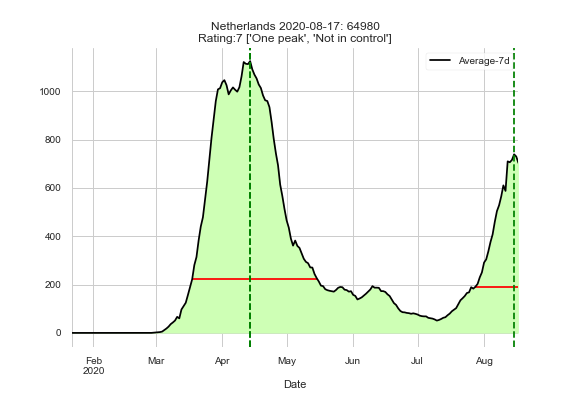 Netherlands 2020-08-17: 64980
Rating:7 ['One peak', 'Not in control']
Average-7d
1000
800
600
400
200
0
Feb
2020
Mar
Apr
May
Jun
Jul
Aug
Date